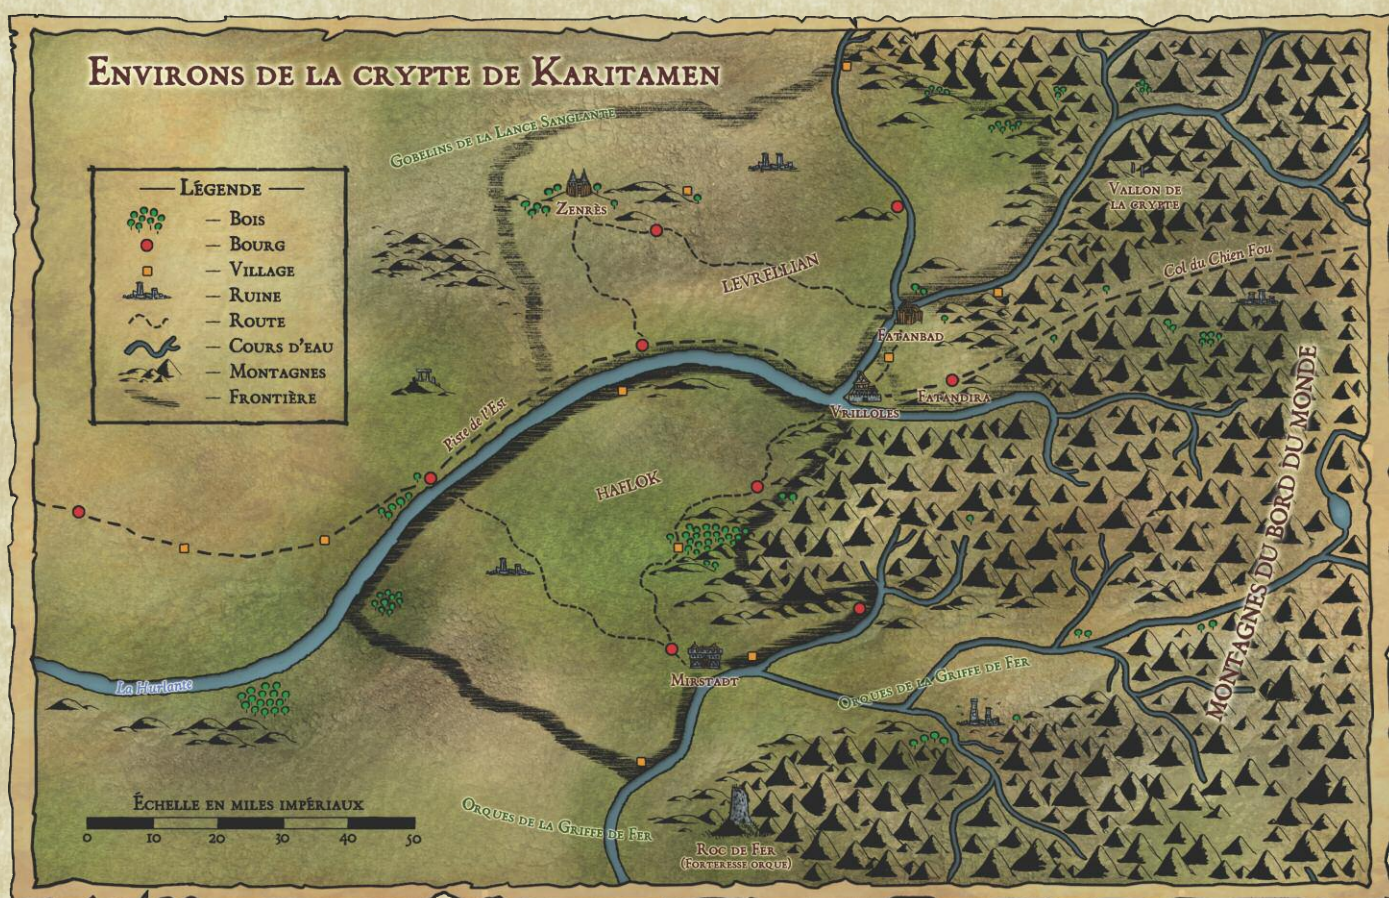 Environs de la crypte de Karitamen
Gobelins de la Lance Sanglante
Légende
— Bois
— Bourg
— Village
— Ruine
— Route
— Cours d'eau
— Montagnes
— Frontière
Zenrès
Vallon de
la crypte
Levrellian
Col du Chien Fou
Fatanbad
Fatandira
Vrilloles
Piste de l'Est
Haflok
Montagnes du Bord du Monde
Mirstadt
Orques de la Griffe de Fer
La Hurlante
Échelle en miles impériaux
0 10 20 30 40 50
Orques de la Griffe de Fer
Roc de Fer
(Forteresse orque)